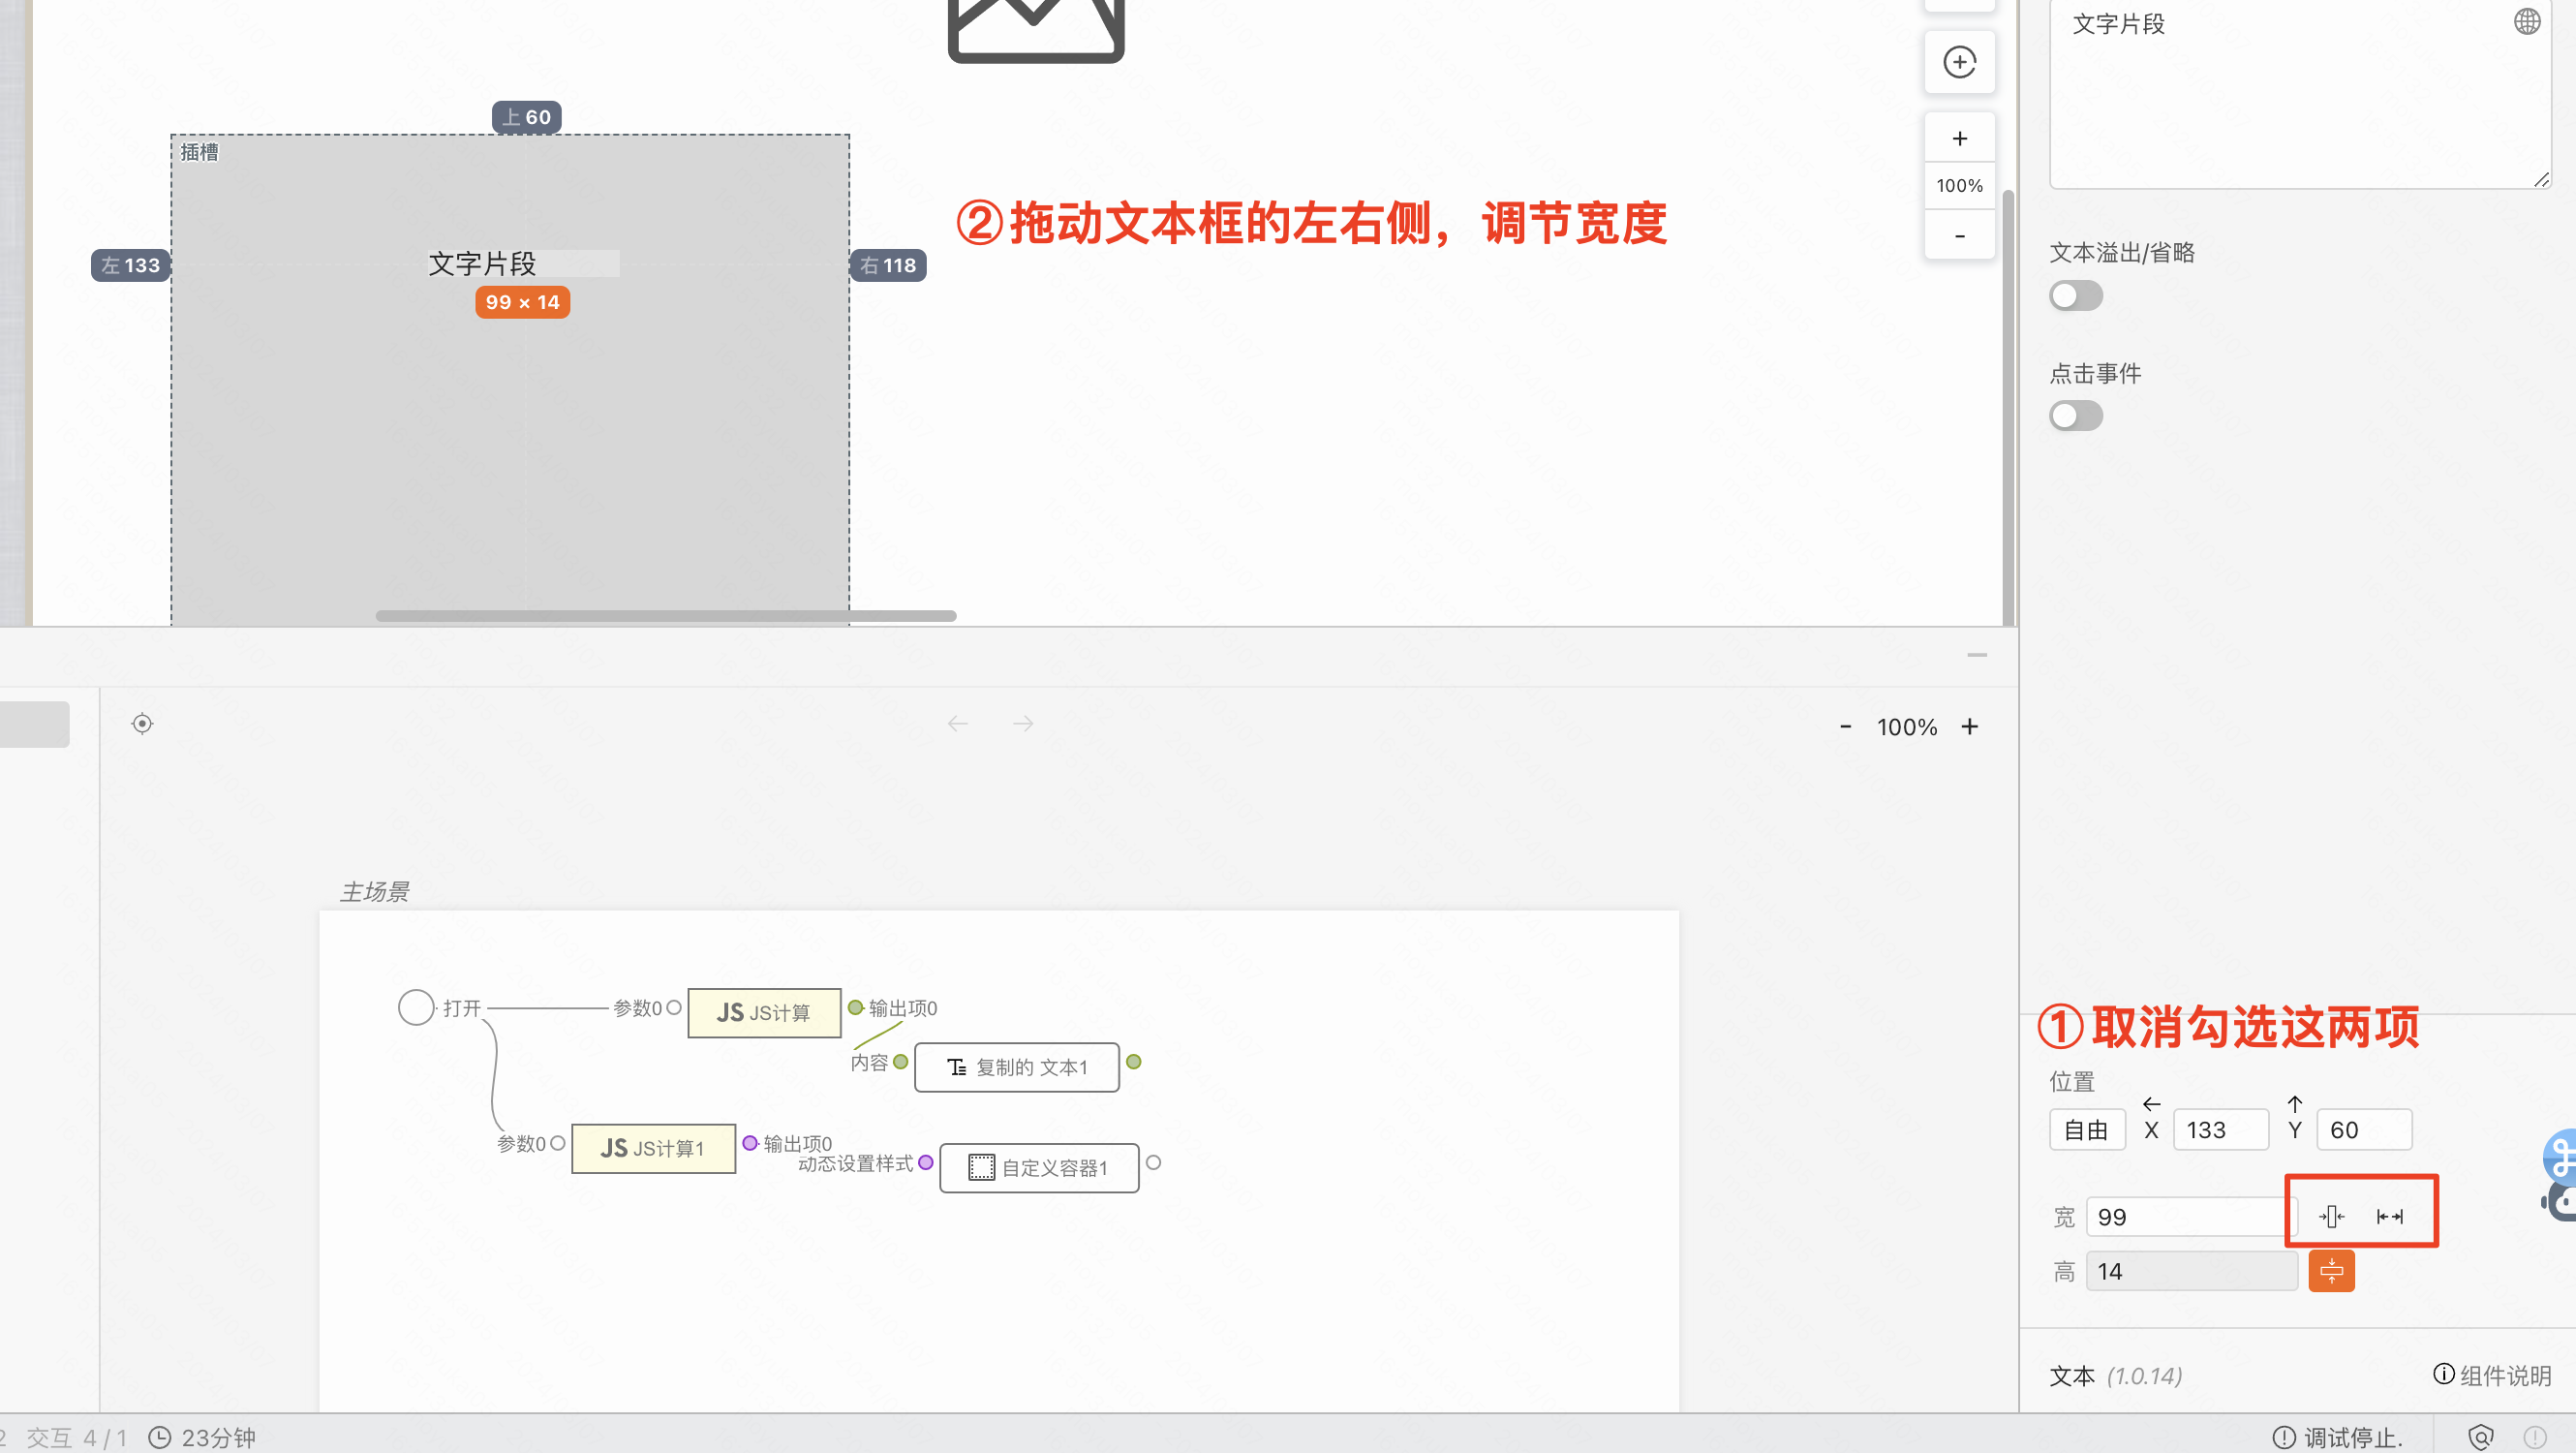 文字片段
上 60
插槽
②拖动文本框的左右侧，调节宽度
+
100%
-
左 133
文字片段
右 118
99 × 14
文本溢出/省略
点击事件
- 100% +
主场景
打开
参数0
JS JS计算
输出项0
内容
复制的 文本1
参数0
JS JS计算1
输出项0
动态设置样式
自定义容器1
①取消勾选这两项
位置
自由 X 133 Y 60
宽 99
高 14
文本 (1.0.14)
组件说明
2 交互 4 / 1 23分钟
调试停止.